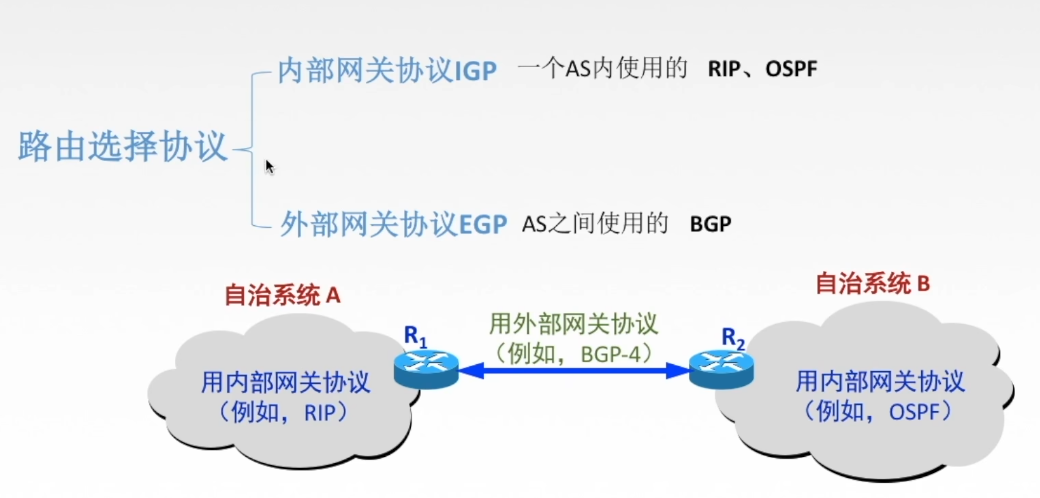 内部网关协议IGP 一个AS内使用的 RIP、OSPF
路由选择协议
外部网关协议EGP AS之间使用的 BGP
自治系统 A
自治系统 B
R1
用外部网关协议
（例如，BGP-4）
R2
用内部网关协议
（例如，RIP）
用内部网关协议
（例如，OSPF）